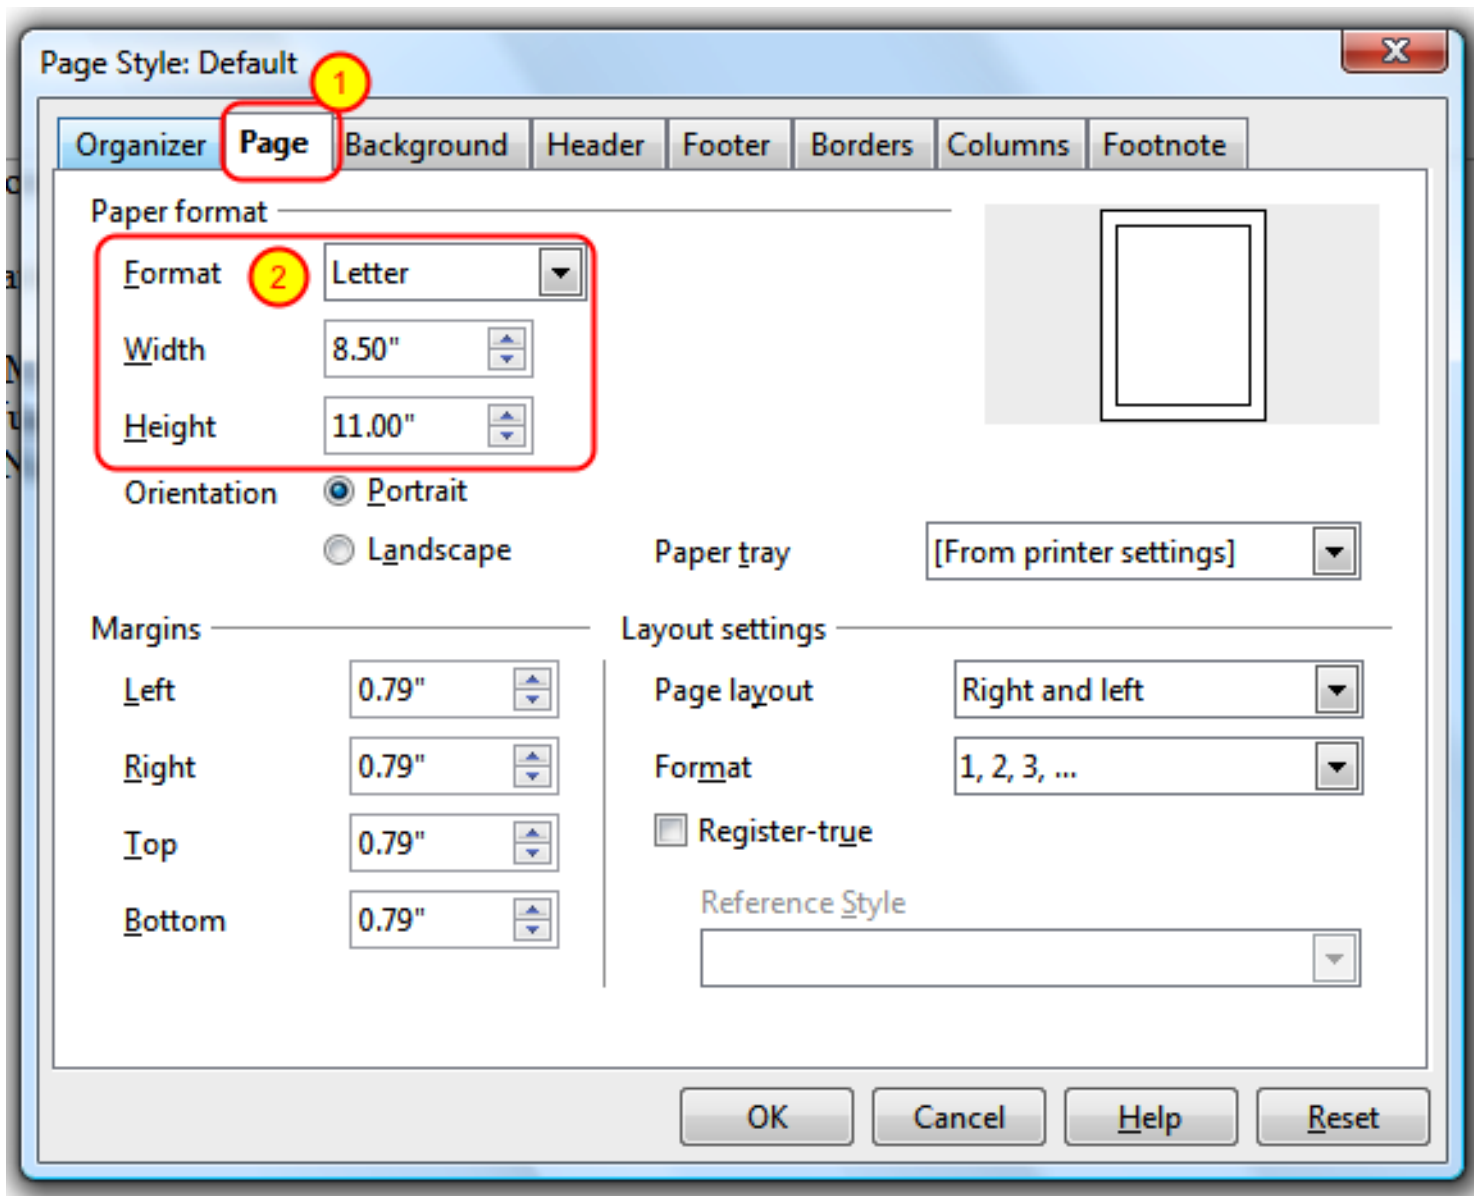 Page Style: Default
1
Organizer Page Background Header Footer Borders Columns Footnote
Paper format
Format 2 Letter
Width 8.50"
Height 11.00"
Orientation Portrait
Landscape
Paper tray [From printer settings]
Margins
Left 0.79"
Right 0.79"
Top 0.79"
Bottom 0.79"
Layout settings
Page layout Right and left
Format 1, 2, 3, ...
Register-true
Reference Style
OK Cancel Help Reset